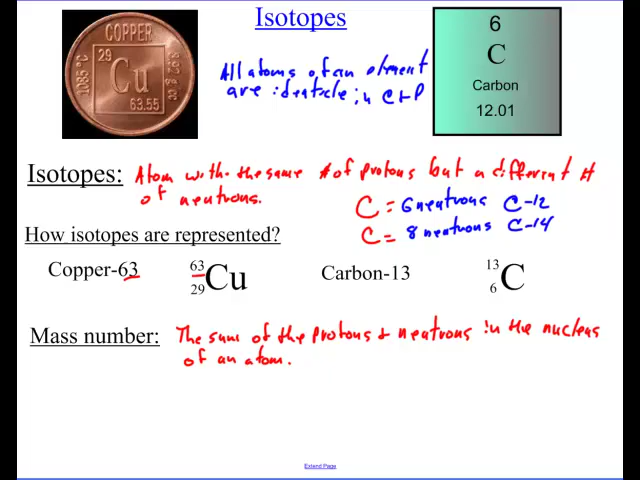 Isotopes
COPPER
29
Cu
63.55
1085 °C
6
C
Carbon
12.01
All atoms of an element
are identicle in e + P
Isotopes: Atom with the same # of protons but a different #
of neutrons.
C = 6 neutrons C-12
C = 8 neutrons C-14
How isotopes are represented?
Copper-63
63
29
Cu
Carbon-13
13
6
C
Mass number: The sum of the protons + neutrons in the nucleus
of an atom.
Extend Page